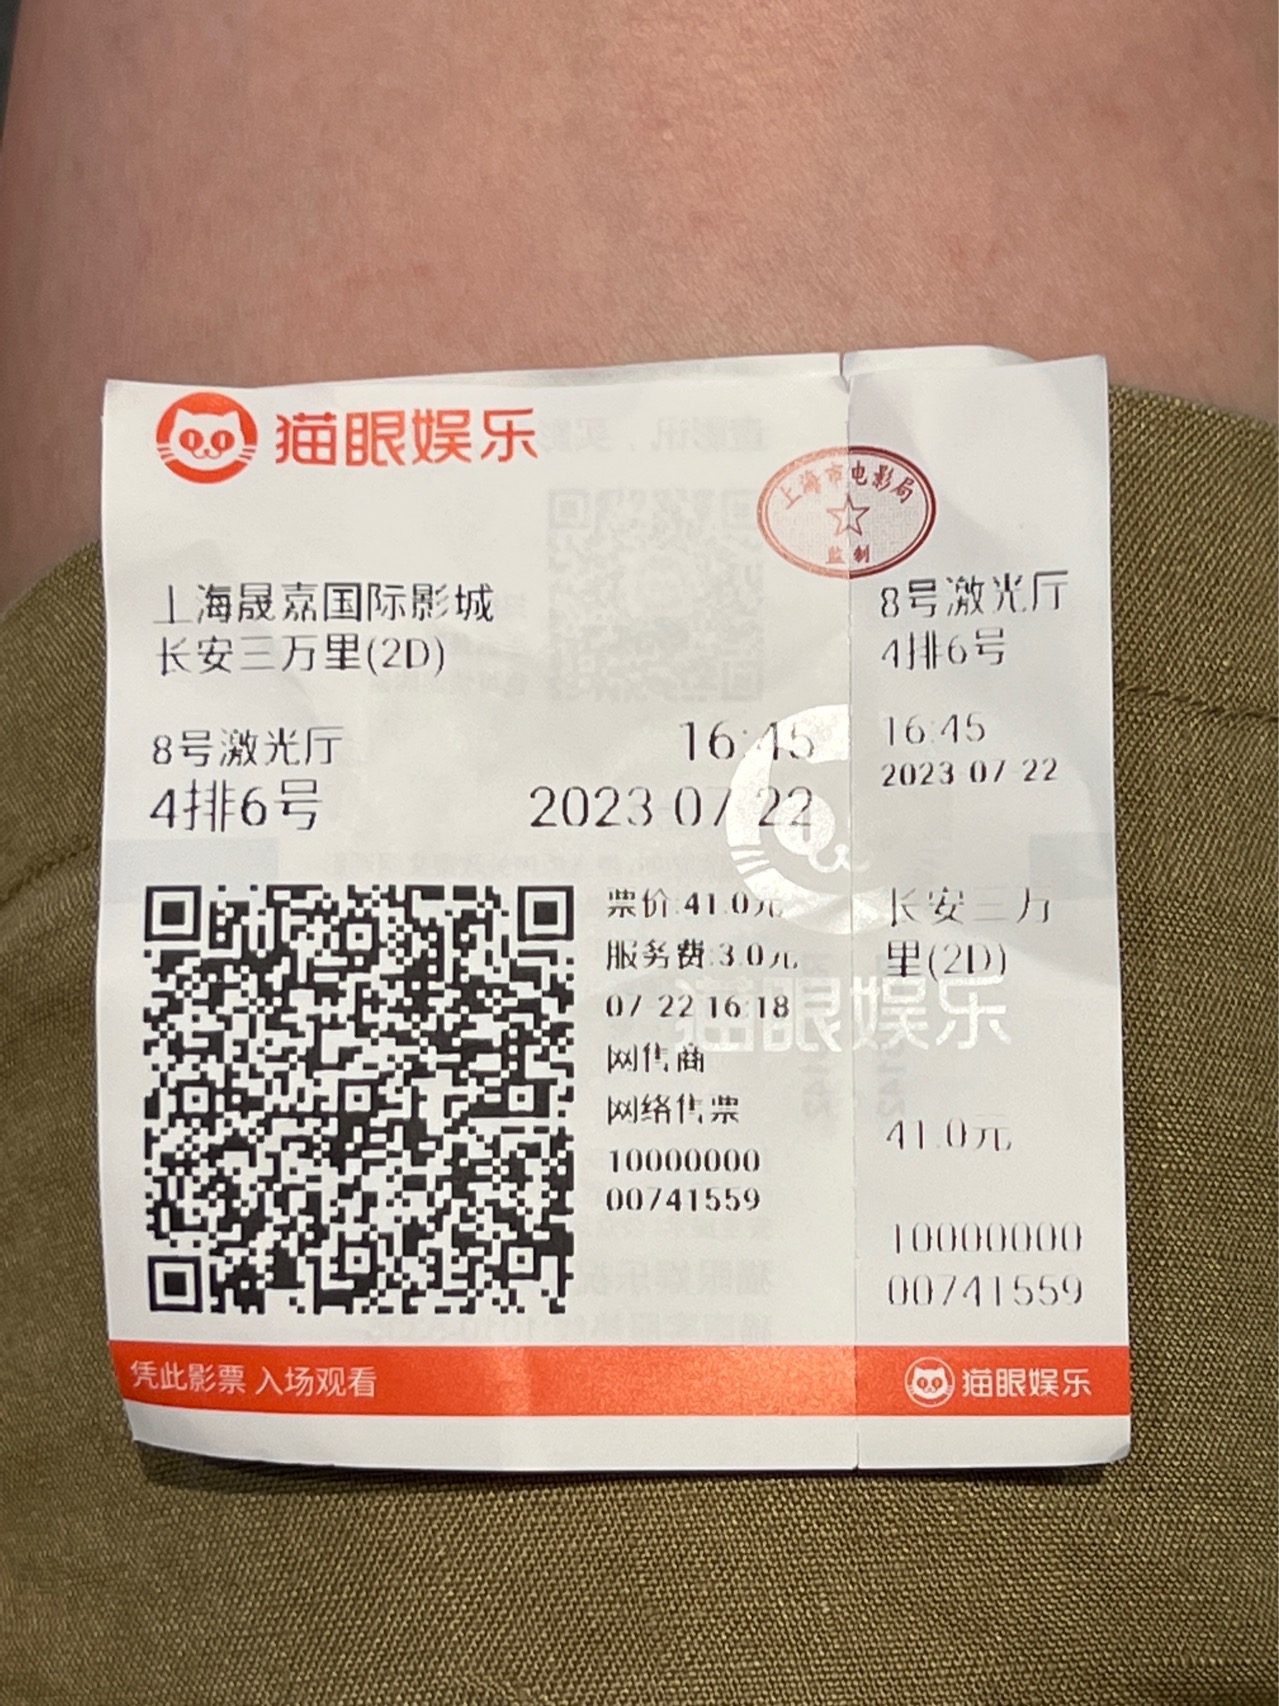 猫眼娱乐
上海市电影局
监制
上海晟嘉国际影城
长安三万里(2D)
8号激光厅
16:45
4排6号
2023-07-22
票价:41.0元
服务费:3.0元
07-22 16:18
网售商
网络售票
10000000
00741559
凭此影票 入场观看
8号激光厅
4排6号
16:45
2023-07-22
长安三万
里(2D)
猫眼娱乐
41.0元
10000000
00741559
猫眼娱乐